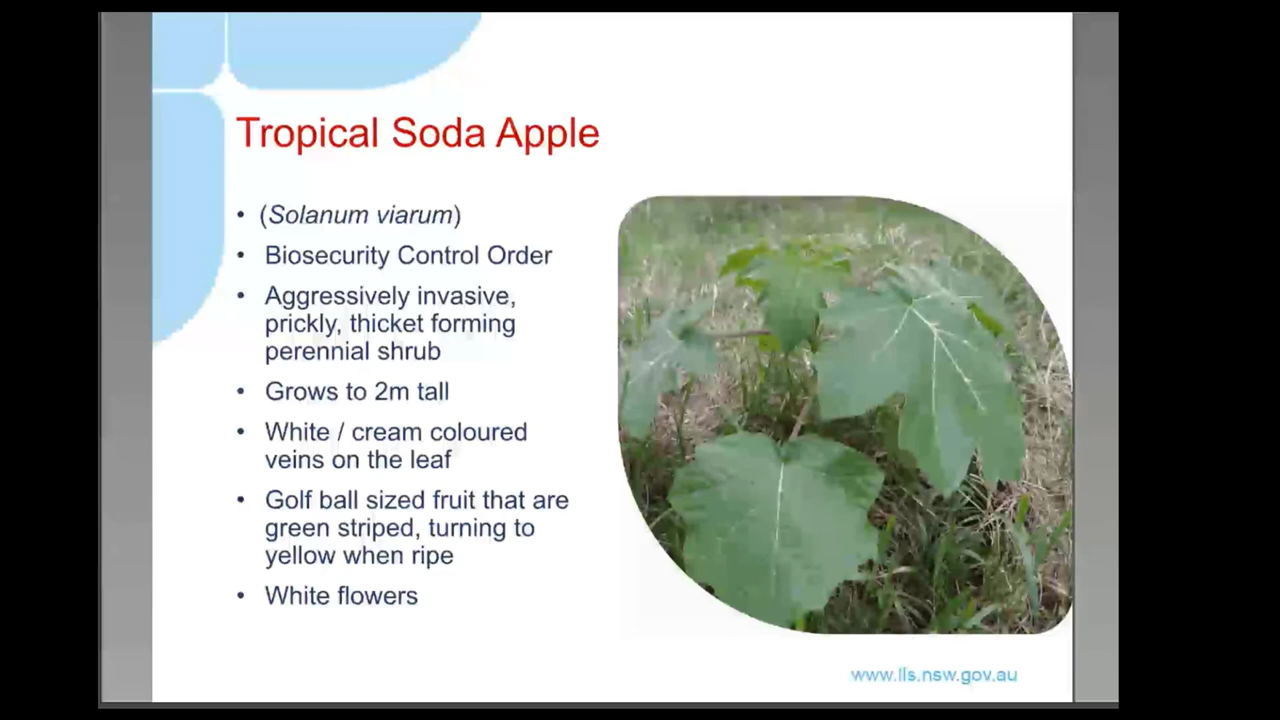 Tropical Soda Apple
• (Solanum viarum)
• Biosecurity Control Order
• Aggressively invasive,
prickly, thicket forming
perennial shrub
• Grows to 2m tall
• White / cream coloured
veins on the leaf
• Golf ball sized fruit that are
green striped, turning to
yellow when ripe
• White flowers
www.lls.nsw.gov.au